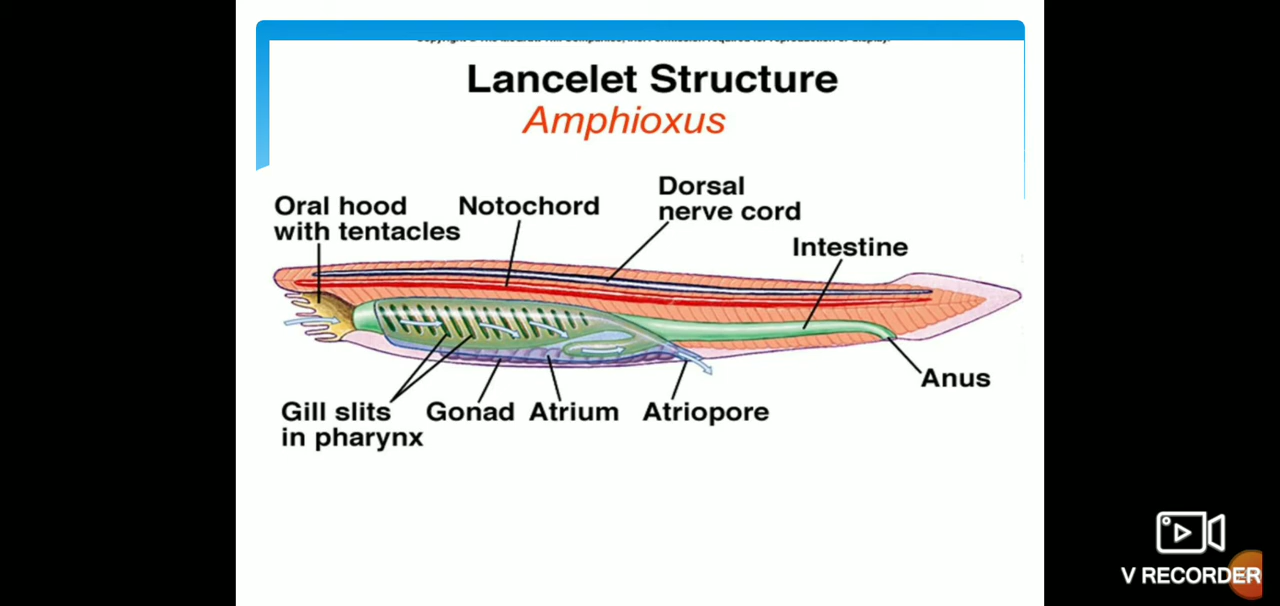 Lancelet Structure
Amphioxus
Dorsal
nerve cord
Oral hood
with tentacles
Notochord
Intestine
Anus
Gill slits
in pharynx
Gonad
Atrium
Atriopore
V RECORDER